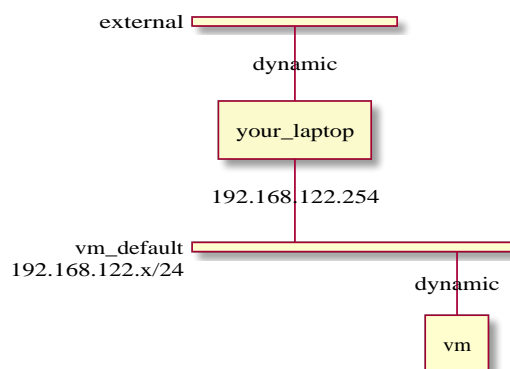 external
dynamic
your_laptop
192.168.122.254
vm_default
192.168.122.x/24
dynamic
vm